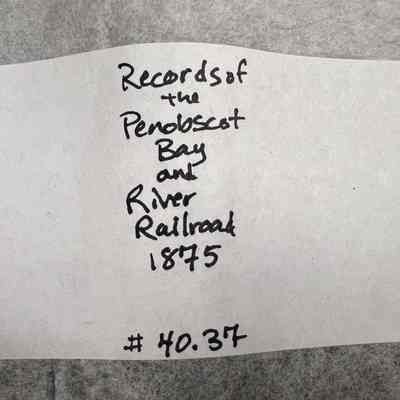 Records of
the
Penobscot
Bay
and
River
Railroad
1875
# 40.37